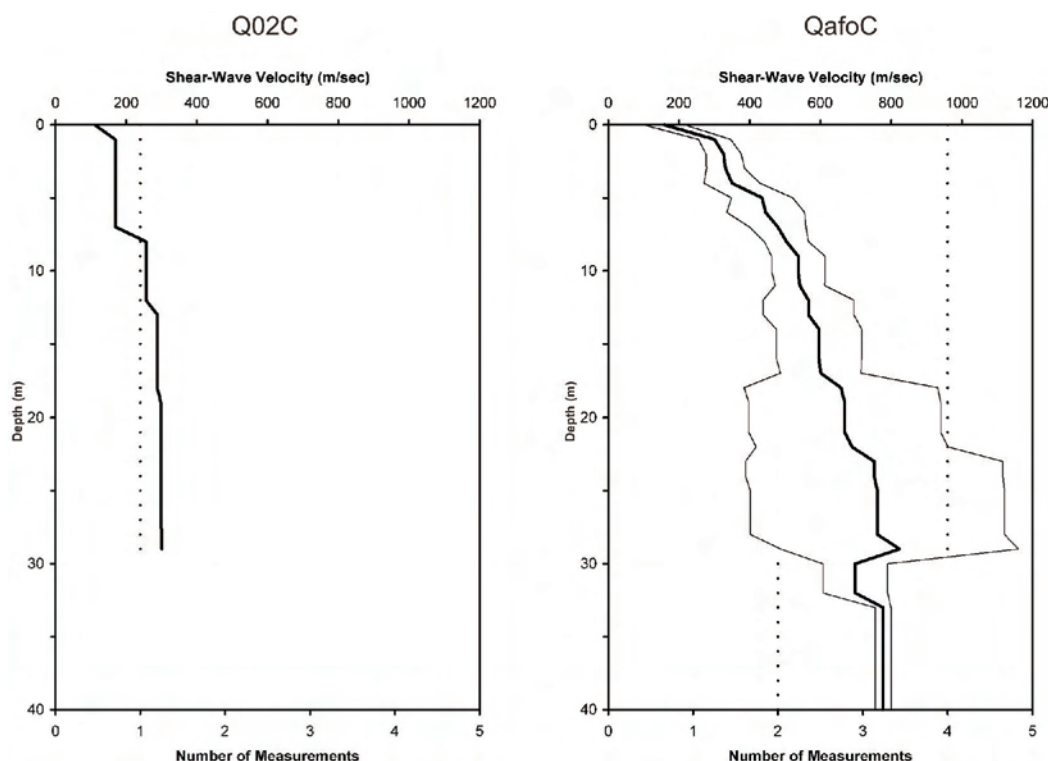 Q02C
Shear-Wave Velocity (m/sec)
0 200 400 600 800 1000 1200
0
10
20
30
40
Depth (m)
0 1 2 3 4 5
Number of Measurements
QafoC
Shear-Wave Velocity (m/sec)
0 200 400 600 800 1000 1200
0
10
20
30
40
Depth (m)
0 1 2 3 4 5
Number of Measurements